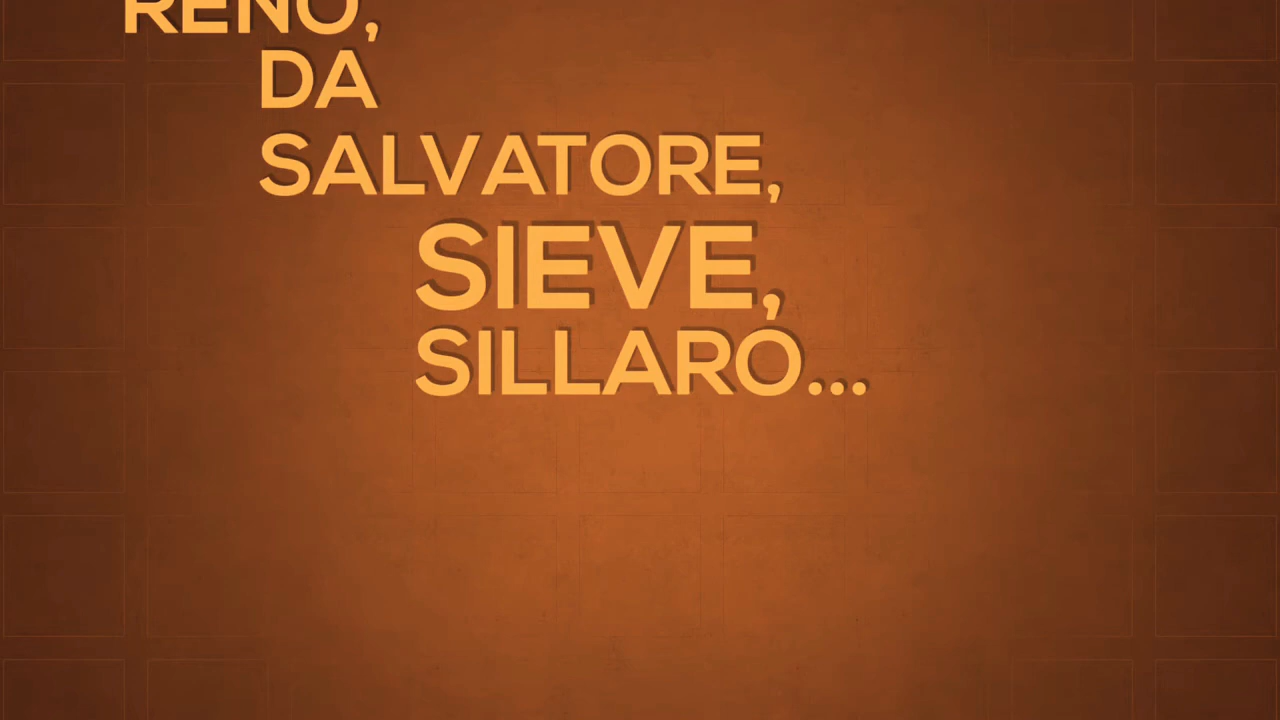 RENO,
DA
SALVATORE,
SIEVE,
SILLARO...